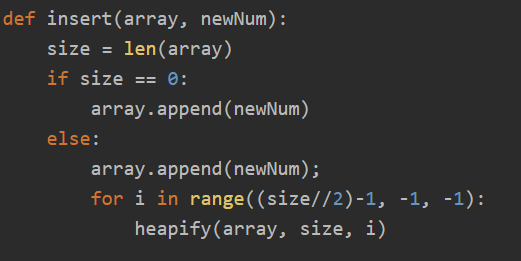 def insert(array, newNum):
    size = len(array)
    if size == 0:
        array.append(newNum)
    else:
        array.append(newNum);
        for i in range((size//2)-1, -1, -1):
            heapify(array, size, i)